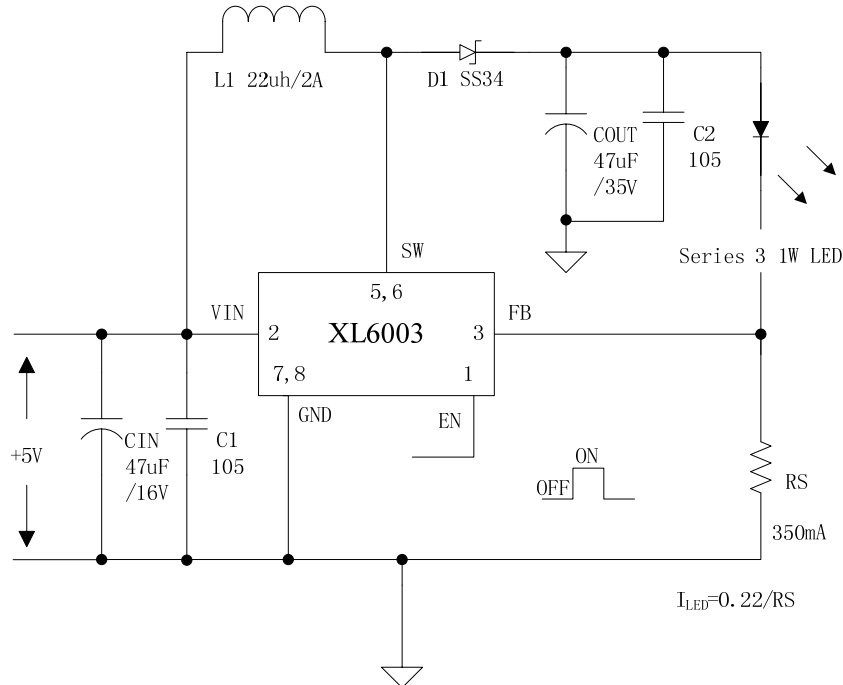 L1 22uh/2A
D1 SS34
COUT
47uF
/35V
C2
105
Series 3 1W LED
SW
5,6
VIN
2
XL6003
3
FB
7,8
1
GND
EN
+5V
CIN
47uF
/16V
C1
105
ON
OFF
RS
350mA
ILED=0.22/RS